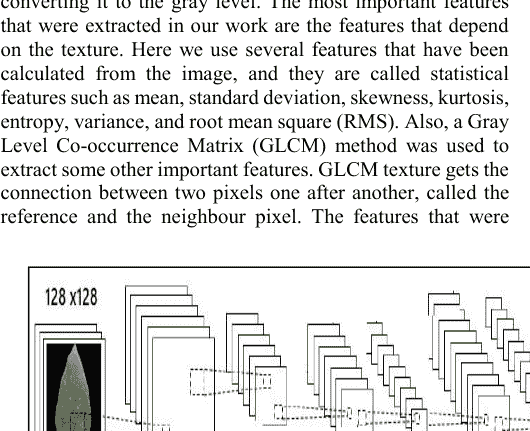 converting it to the gray level. The most important features
that were extracted in our work are the features that depend
on the texture. Here we use several features that have been
calculated from the image, and they are called statistical
features such as mean, standard deviation, skewness, kurtosis,
entropy, variance, and root mean square (RMS). Also, a Gray
Level Co-occurrence Matrix (GLCM) method was used to
extract some other important features. GLCM texture gets the
connection between two pixels one after another, called the
reference and the neighbour pixel. The features that were
128 x128